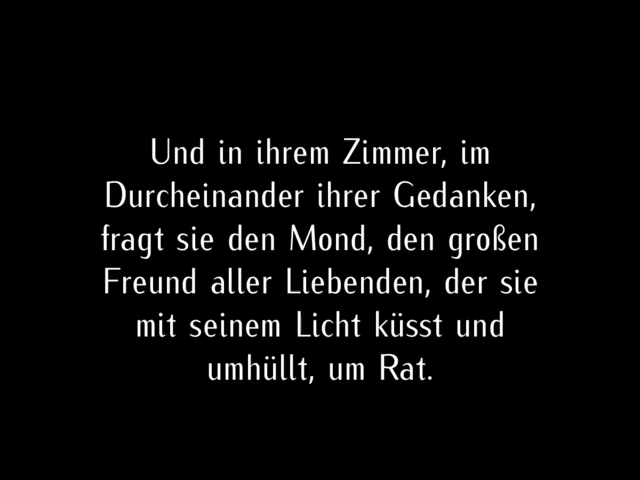 Und in ihrem Zimmer, im
Durcheinander ihrer Gedanken,
fragt sie den Mond, den großen
Freund aller Liebenden, der sie
mit seinem Licht küsst und
umhüllt, um Rat.